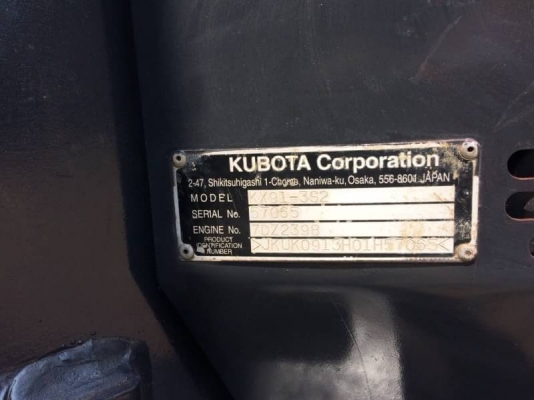 KUBOTA Corporation
2-47, Shikitsuhigashi 1-Chome, Naniwa-ku, Osaka, 556-8601 JAPAN
MODEL K/91-3S2
SERIAL No. 57065
ENGINE No. 7DZ2398
PRODUCT IDENTIFICATION NUMBER >JKUK0913H01H57065<